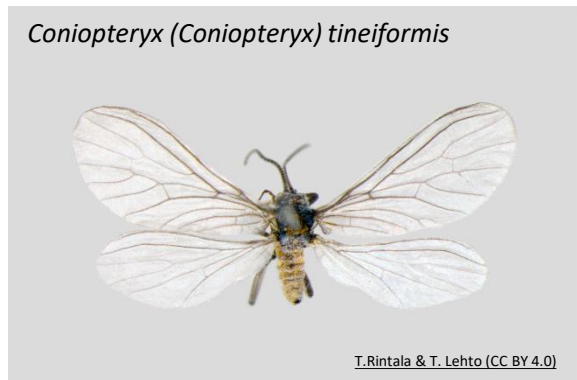 Coniopteryx (Coniopteryx) tineiformis
T.Rintala & T. Lehto (CC BY 4.0)